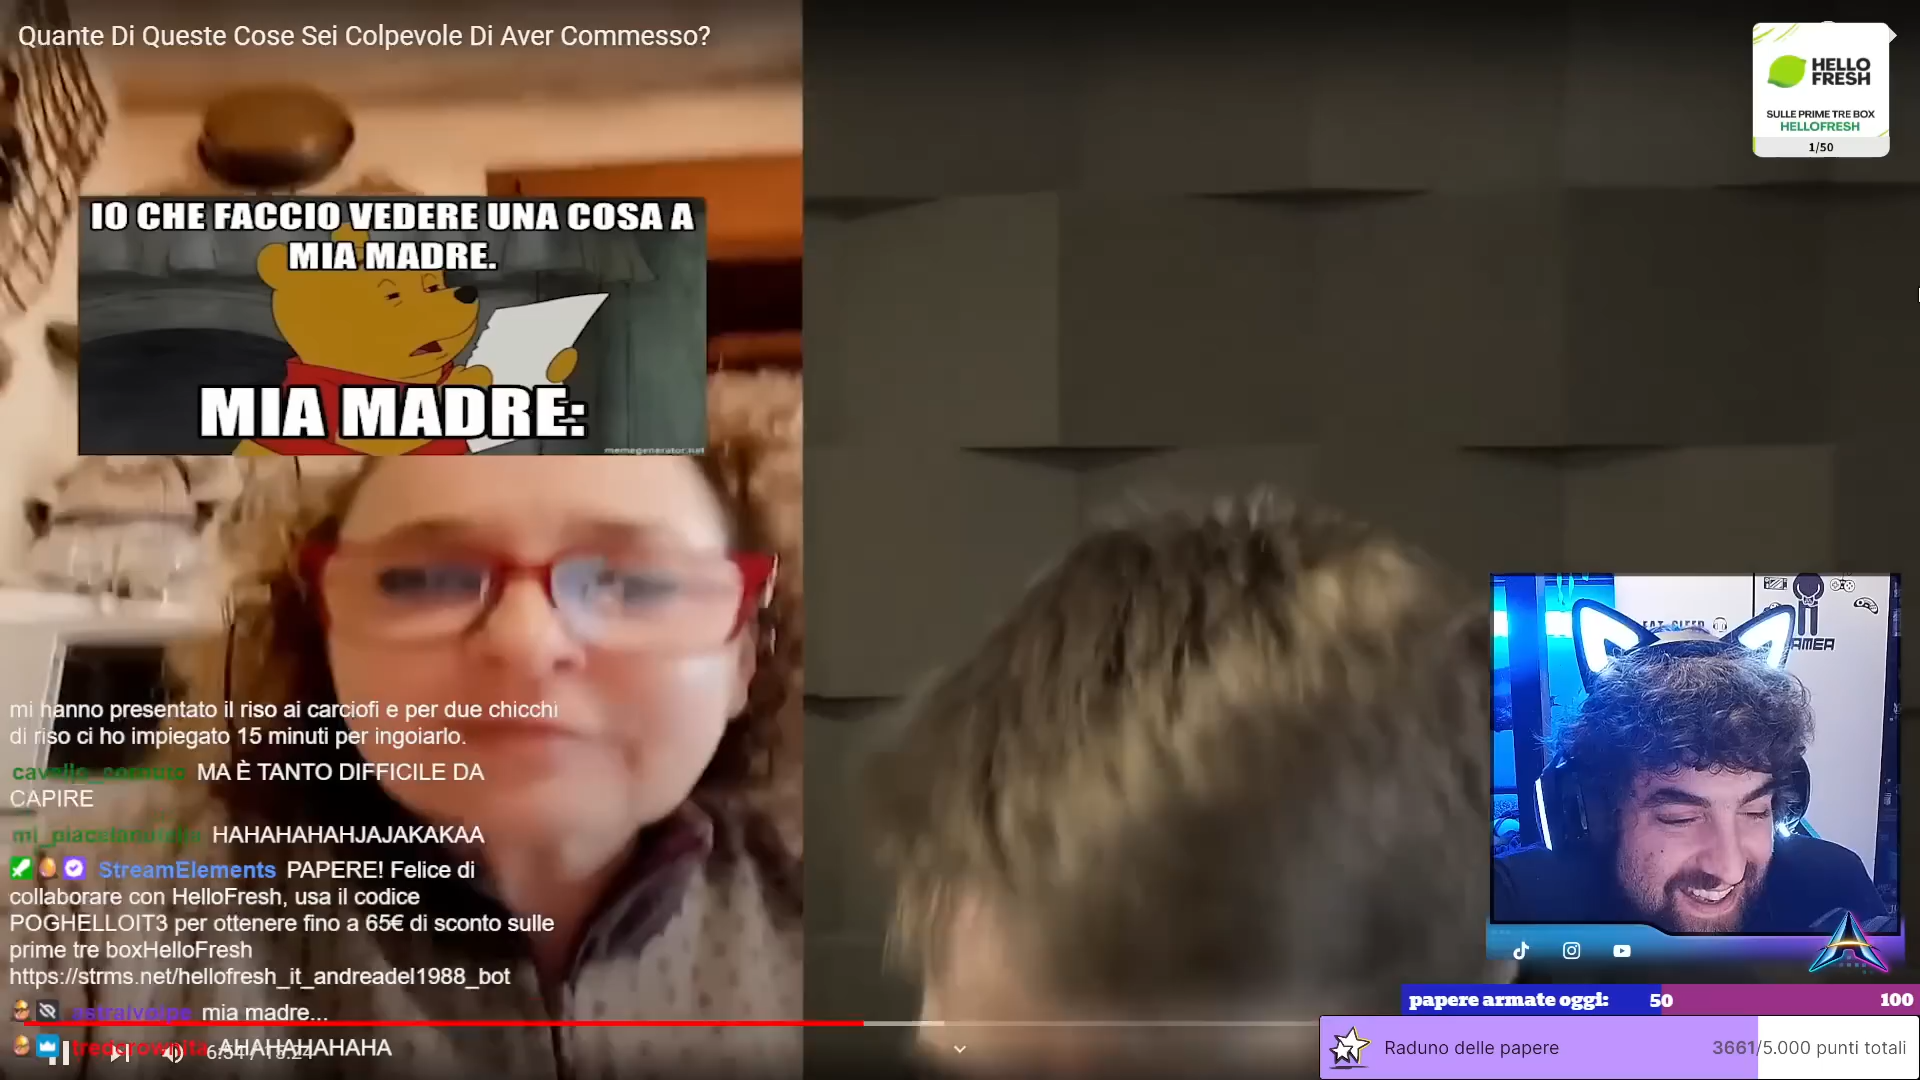 Quante Di Queste Cose Sei Colpevole Di Aver Commesso?
HELLO
FRESH
SULLE PRIME TRE BOX
HELLOFRESH
1/50
IO CHE FACCIO VEDERE UNA COSA A
MIA MADRE.
MIA MADRE:
memegenerator.net
mi hanno presentato il riso ai carciofi e per due chicchi
di riso ci ho impiegato 15 minuti per ingoiarlo.
MA È TANTO DIFFICILE DA
CAPIRE
HAHAHAHAHJAJAKAKAA
StreamElements PAPERE! Felice di
collaborare con HelloFresh, usa il codice
POGHELLOIT3 per ottenere fino a 65€ di sconto sulle
prime tre boxHelloFresh
https://strms.net/hellofresh_it_andreadel1988_bot
astralvolpe mia madre...
tredcrownita AHAHAHAHAHA
papere armate oggi: 50 100
Raduno delle papere 3661/5.000 punti totali